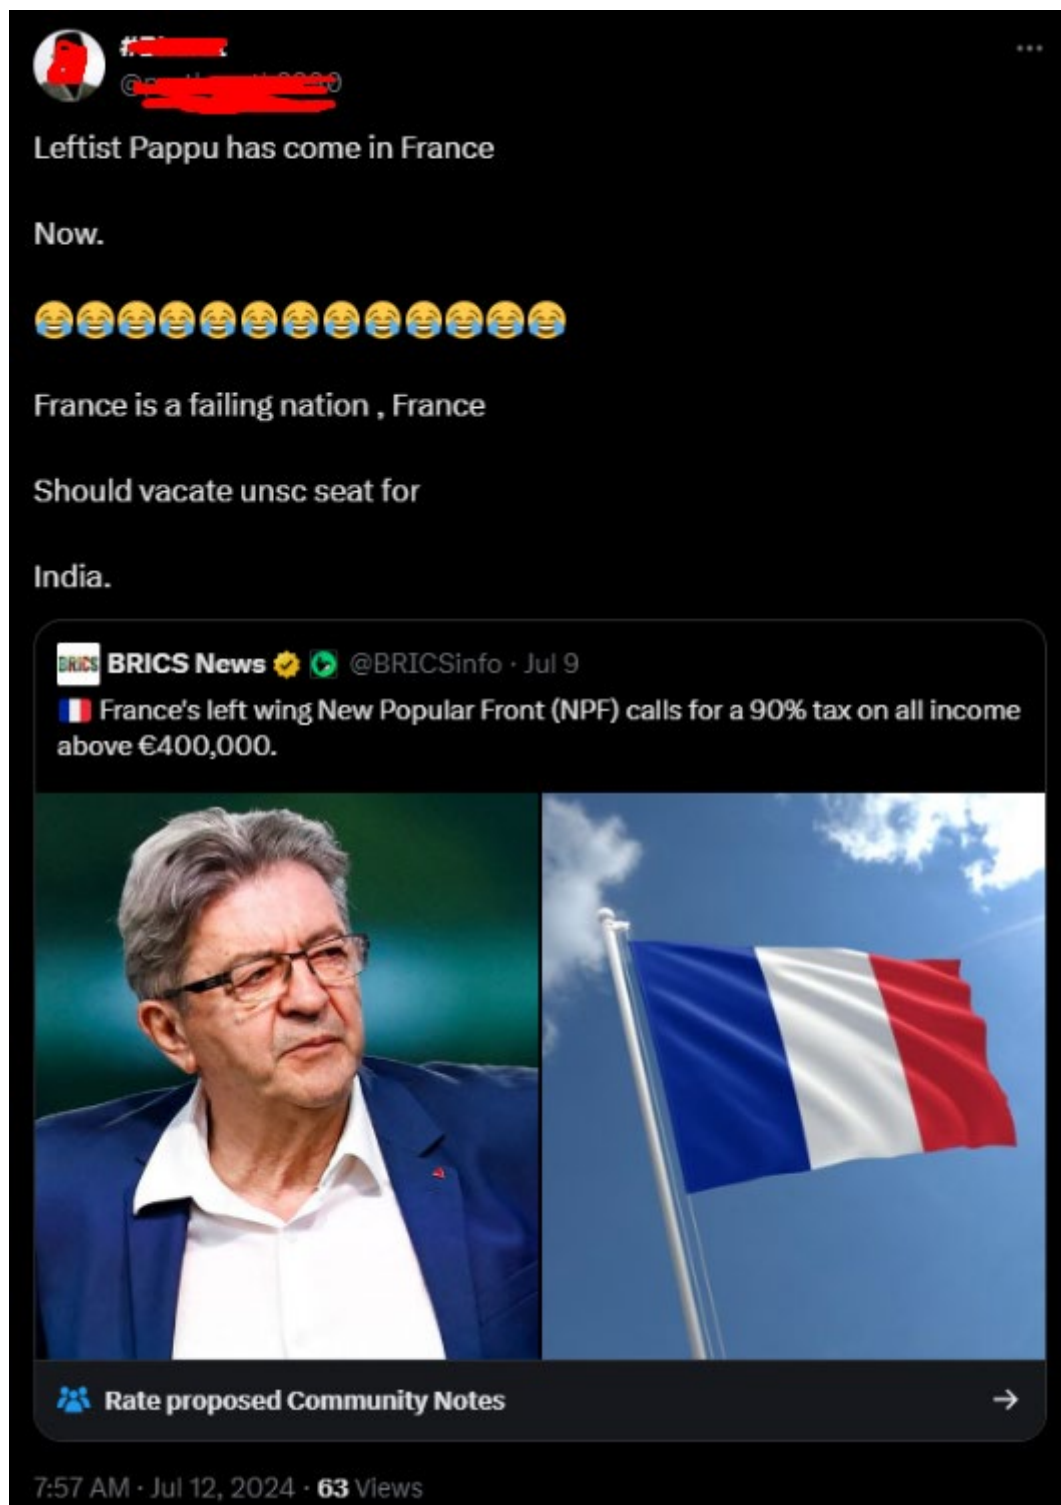 Leftist Pappu has come in France
Now.
😂😂😂😂😂😂😂😂😂😂😂😂😂
France is a failing nation , France
Should vacate unsc seat for
India.
BRICS BRICS News @BRICSinfo · Jul 9
🇫🇷 France's left wing New Popular Front (NPF) calls for a 90% tax on all income
above €400,000.
Rate proposed Community Notes
7:57 AM · Jul 12, 2024 · 63 Views